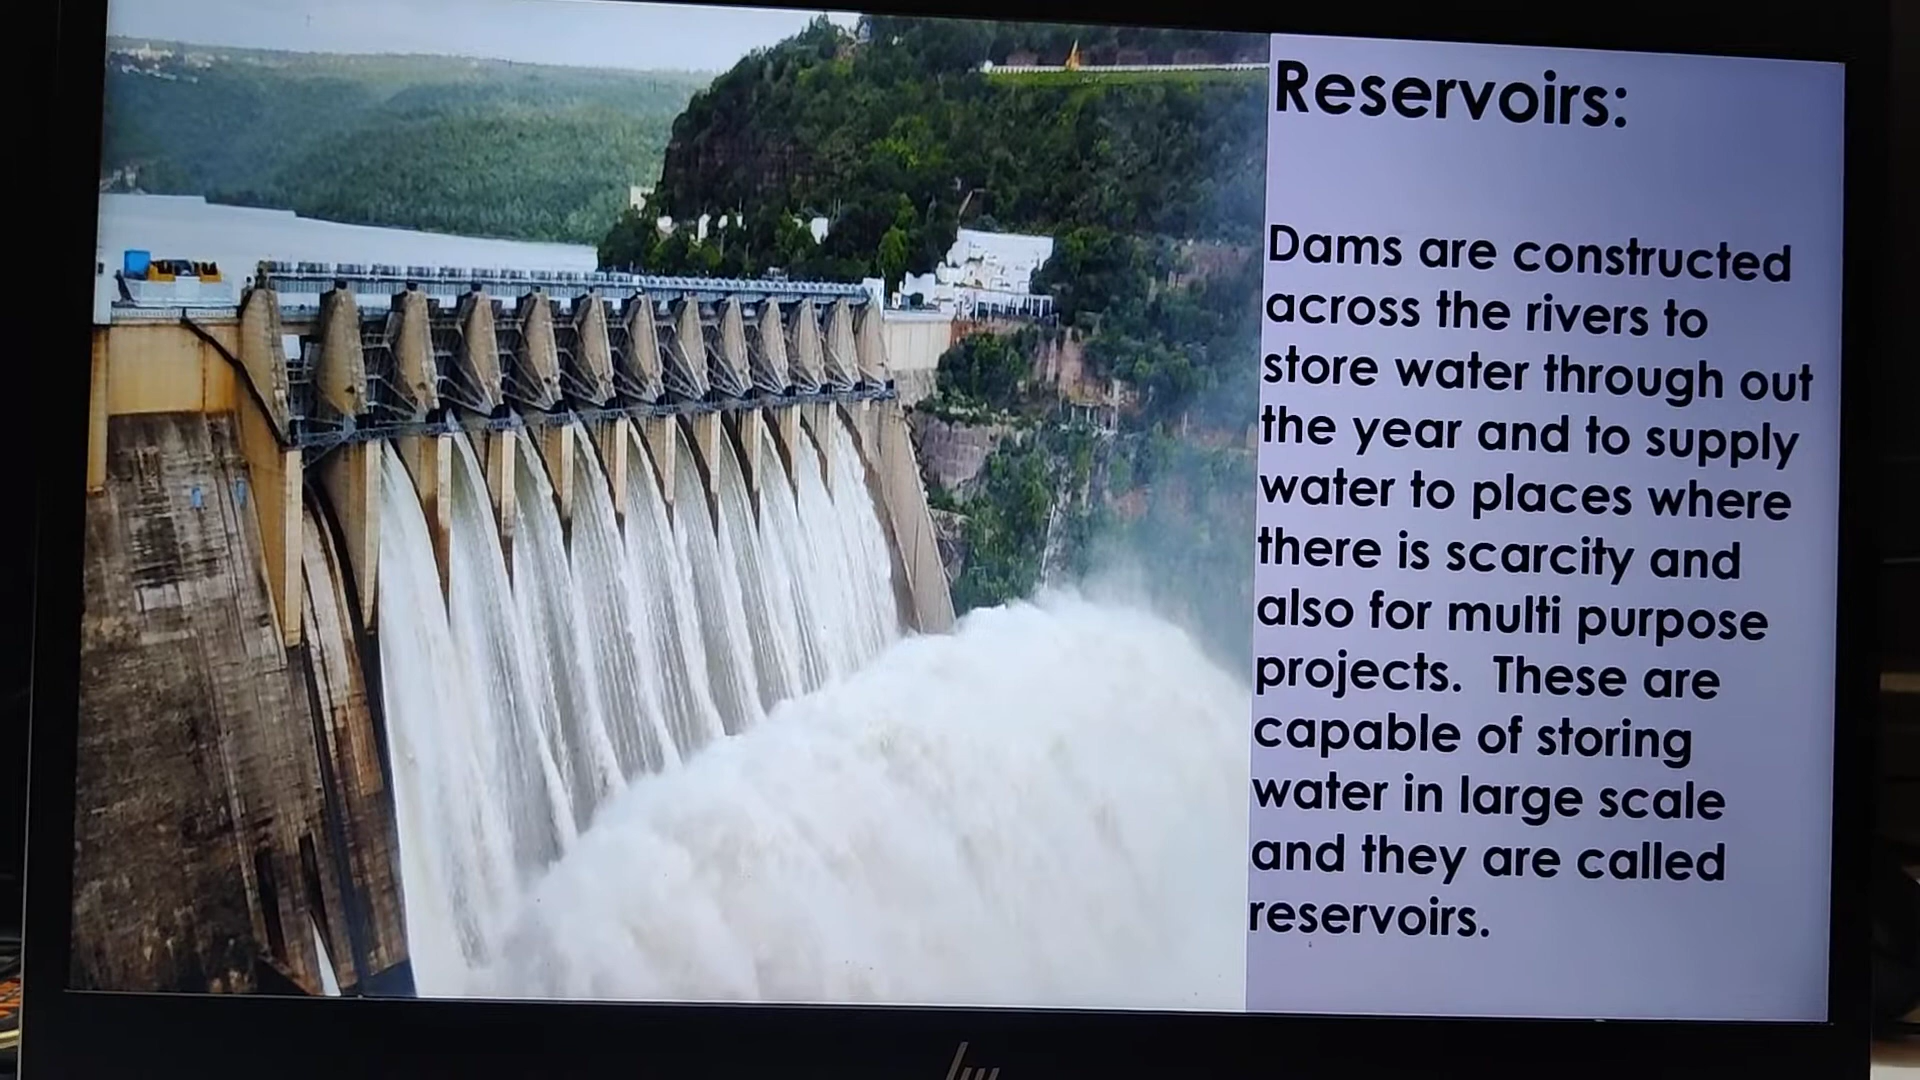 Reservoirs:
Dams are constructed
across the rivers to
store water through out
the year and to supply
water to places where
there is scarcity and
also for multi purpose
projects. These are
capable of storing
water in large scale
and they are called
reservoirs.
hp